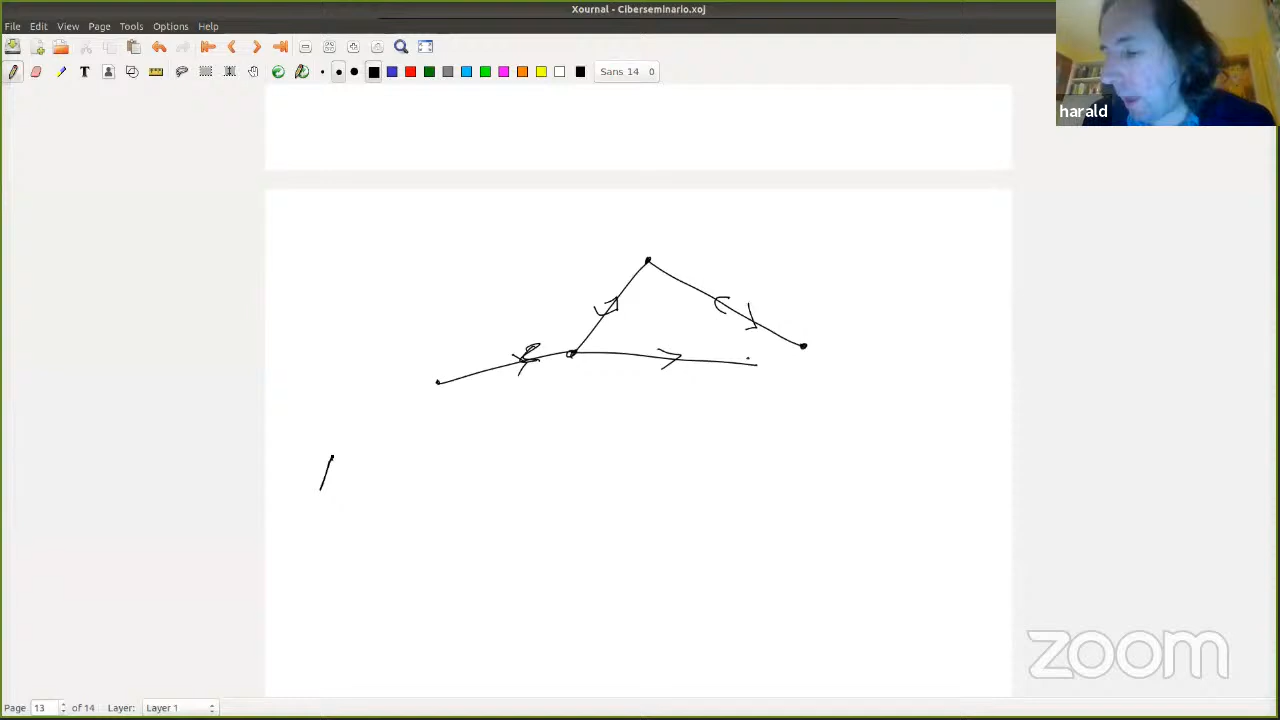 Xournal - Ciberseminario.xoj
File Edit View Page Tools Options Help
T Sans 14 0
harald
zoom
Page 13 of 14 Layer: Layer 1